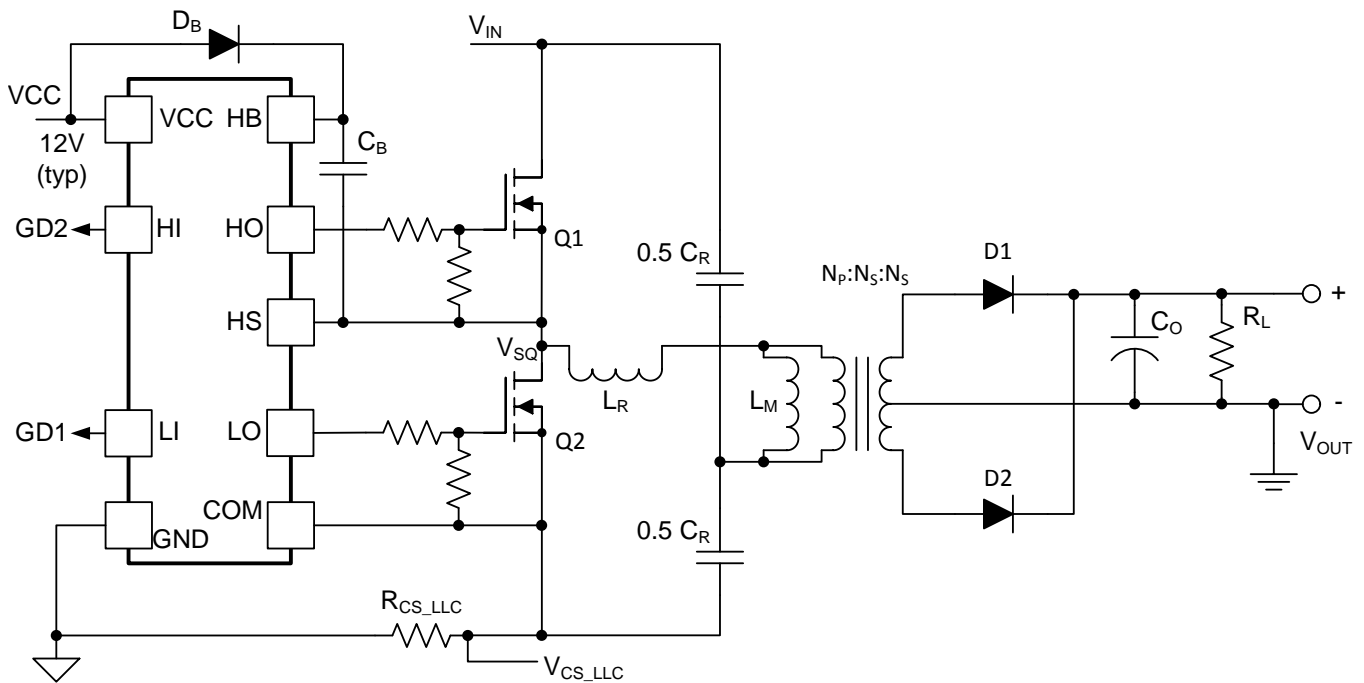 D_B
V_IN
VCC
VCC
HB
12V
(typ)
C_B
GD2
HI
HO
Q1
0.5 C_R
N_P:N_S:N_S
D1
+
HS
C_O
R_L
V_SQ
L_R
L_M
GD1
LI
LO
Q2
-
V_OUT
D2
COM
GND
0.5 C_R
R_CS_LLC
V_CS_LLC